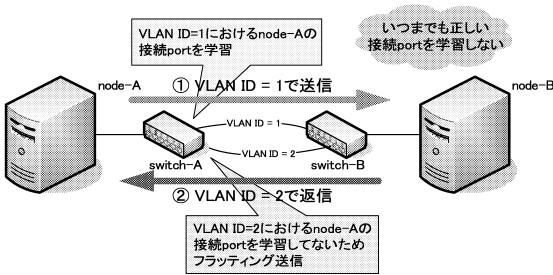 VLAN ID=1におけるnode-Aの
接続portを学習
いつまでも正しい
接続portを学習しない
node-A
① VLAN ID = 1で送信
node-B
VLAN ID = 1
VLAN ID = 2
switch-A
switch-B
② VLAN ID = 2で返信
VLAN ID=2におけるnode-Aの
接続portを学習してないため
フラッティング送信